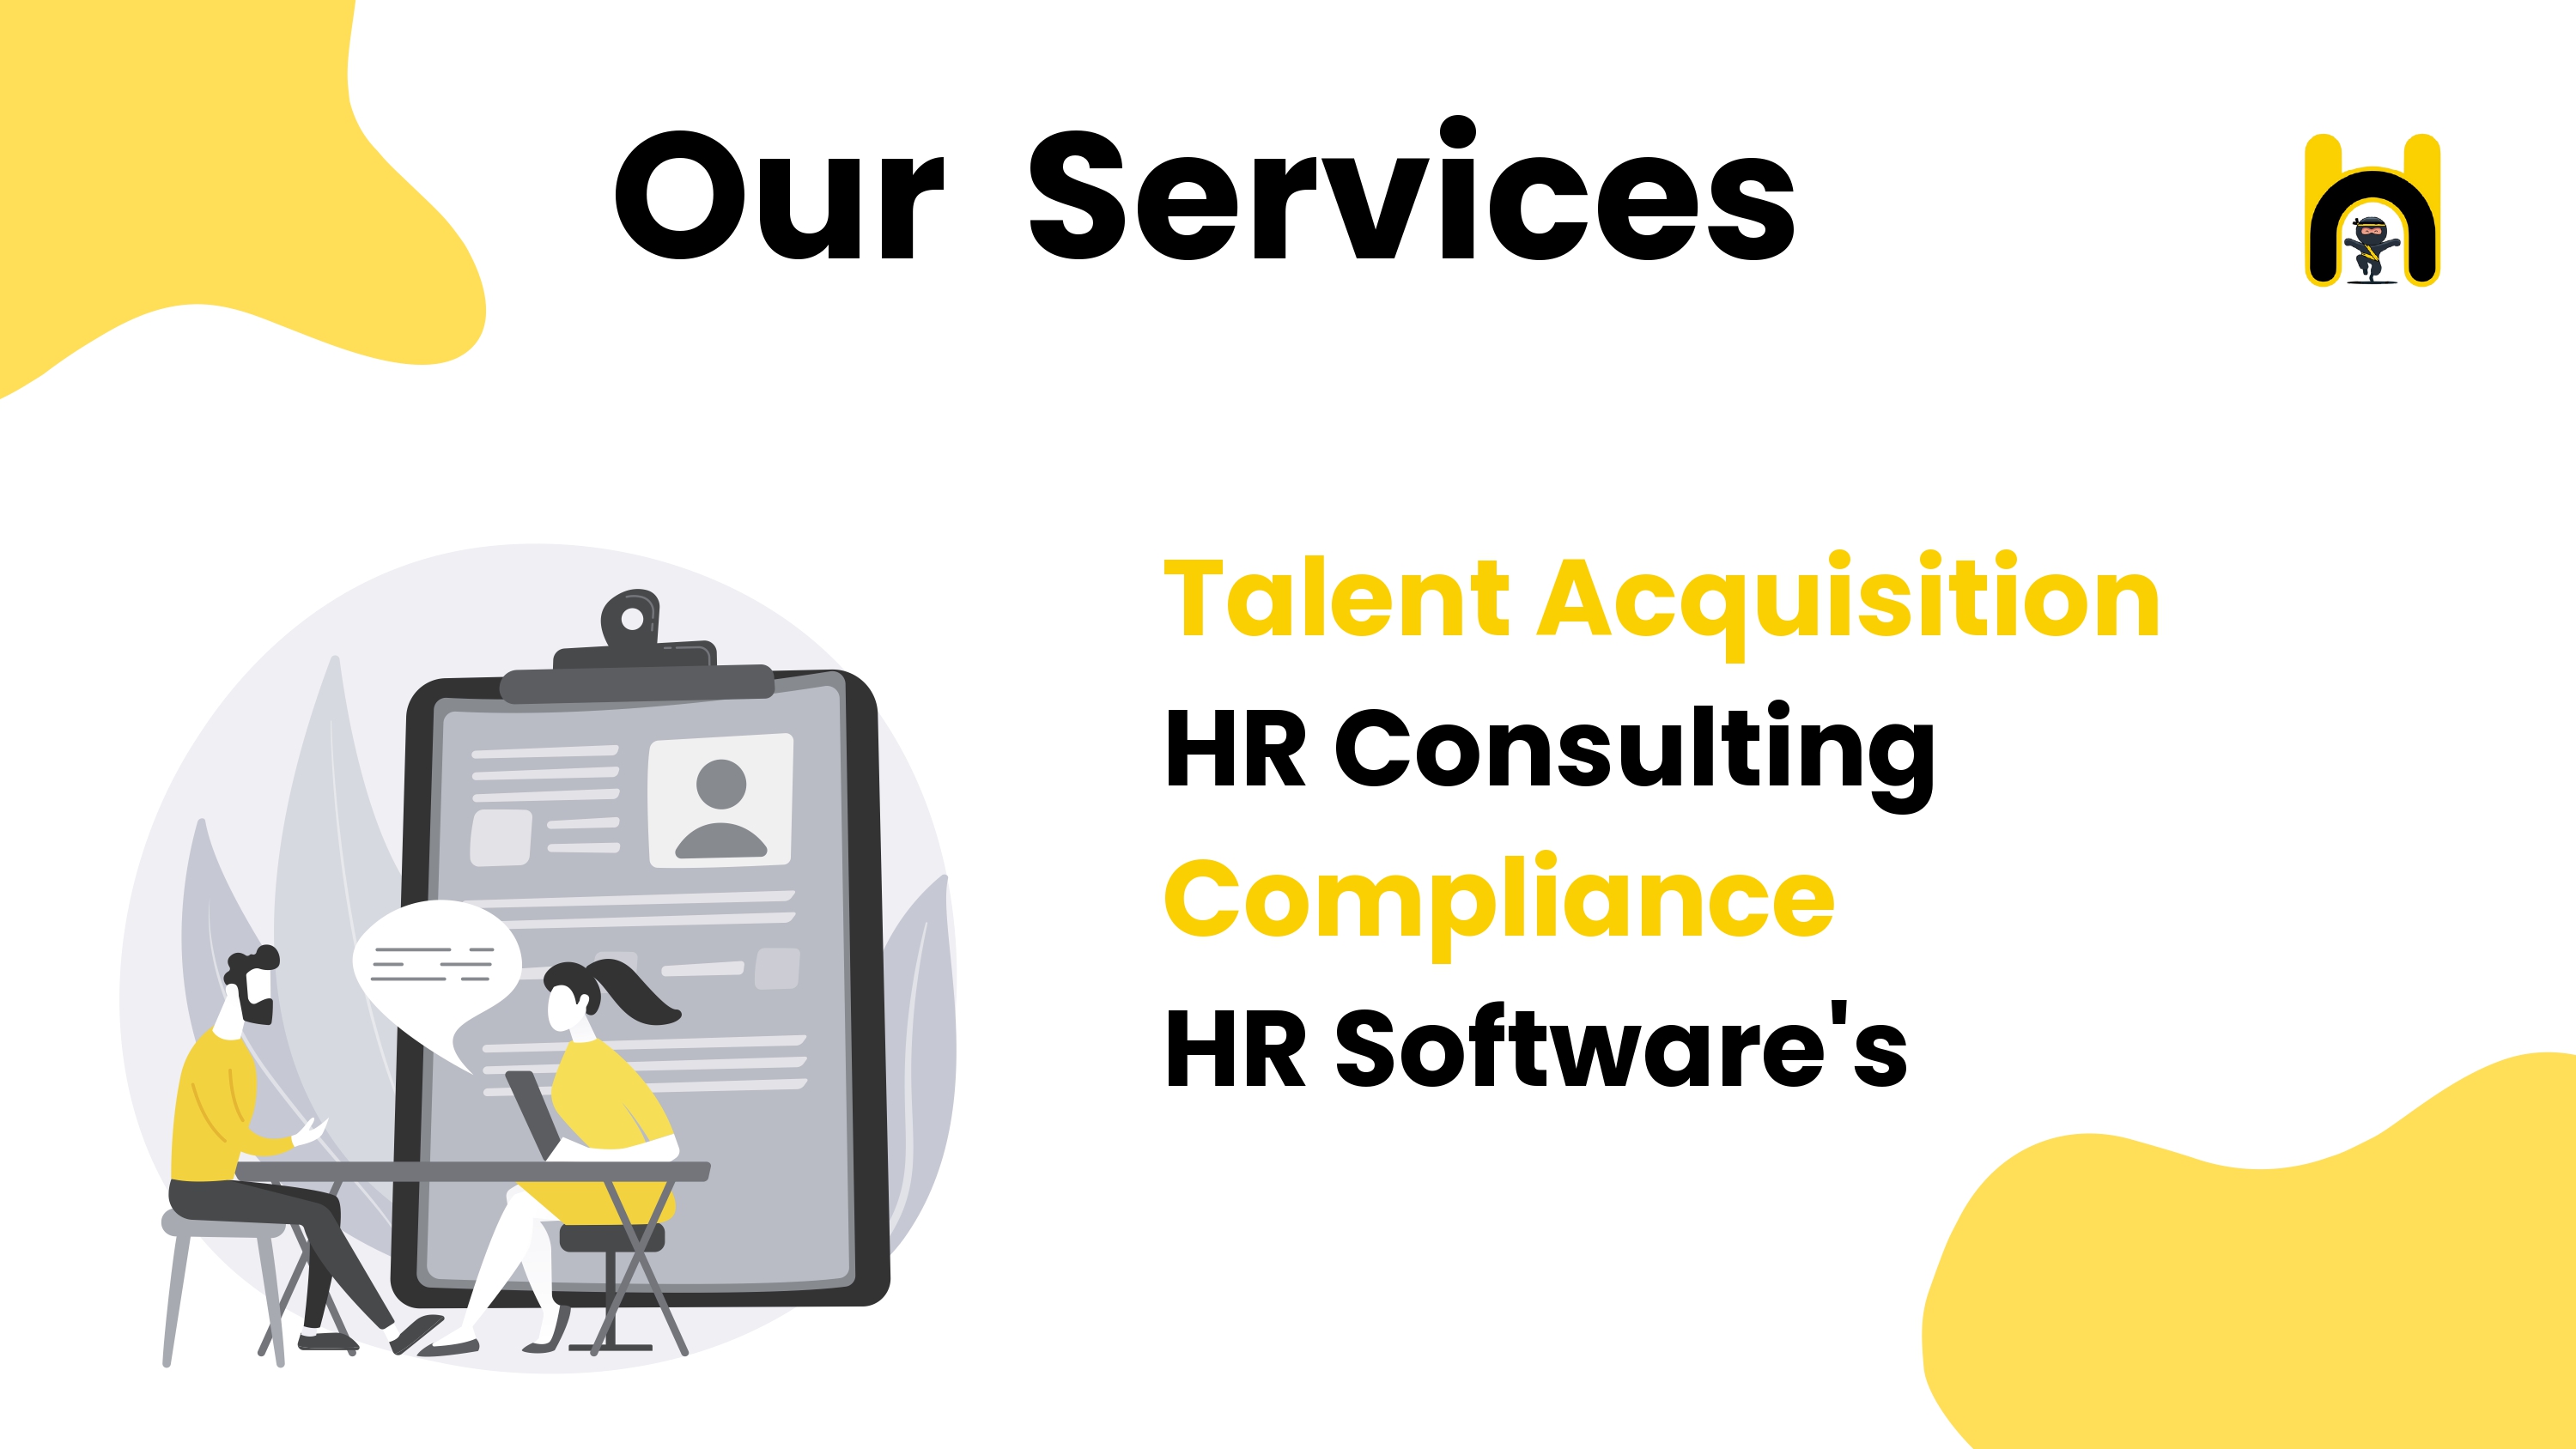 Our Services
Talent Acquisition
HR Consulting
Compliance
HR Software's